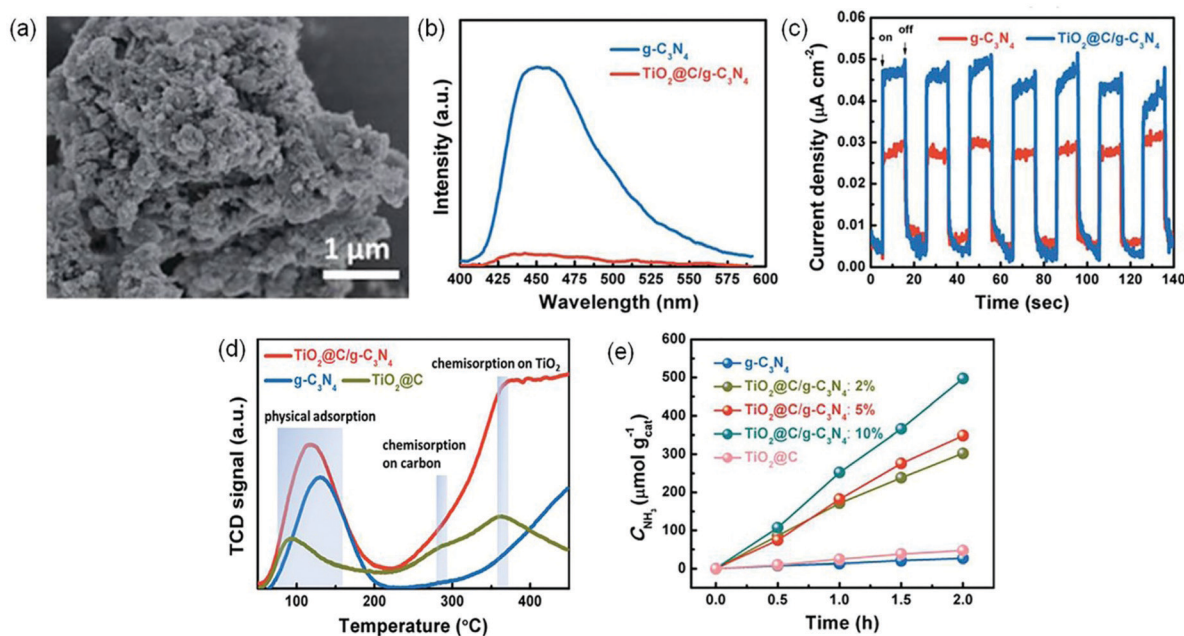 (a)
1 μm
(b)
g-C₃N₄
TiO₂@C/g-C₃N₄
Intensity (a.u.)
400 425 450 475 500 525 550 575 600
Wavelength (nm)
(c)
on
off
g-C₃N₄
TiO₂@C/g-C₃N₄
Current density (μA cm⁻²)
0.06
0.05
0.04
0.03
0.02
0.01
0.00
0 20 40 60 80 100 120 140
Time (sec)
(d)
TiO₂@C/g-C₃N₄
g-C₃N₄
TiO₂@C
chemisorption on TiO₂
physical adsorption
chemisorption
on carbon
TCD signal (a.u.)
100 200 300 400
Temperature (°C)
(e)
g-C₃N₄
TiO₂@C/g-C₃N₄: 2%
TiO₂@C/g-C₃N₄: 5%
TiO₂@C/g-C₃N₄: 10%
TiO₂@C
C_NH₃ (μmol g⁻¹_cat)
600
500
400
300
200
100
0
0.0 0.5 1.0 1.5 2.0
Time (h)